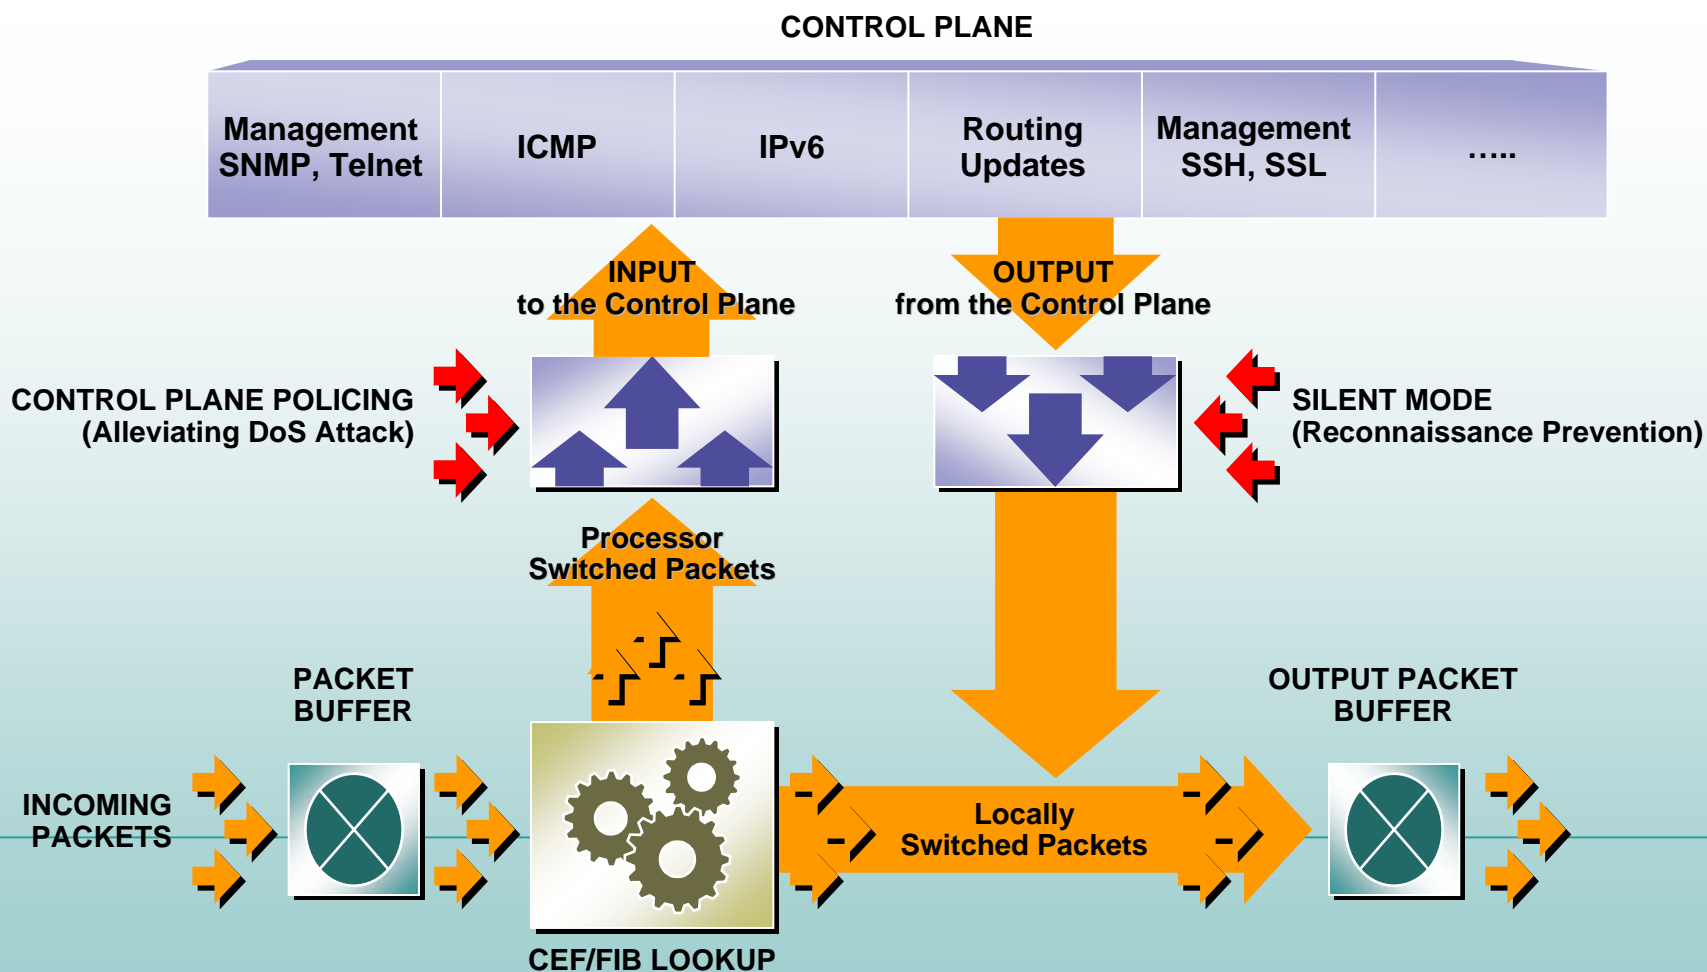 CONTROL PLANE
Management
SNMP, Telnet
ICMP
IPv6
Routing
Updates
Management
SSH, SSL
.....
INPUT
to the Control Plane
OUTPUT
from the Control Plane
CONTROL PLANE POLICING
(Alleviating DoS Attack)
SILENT MODE
(Reconnaissance Prevention)
Processor
Switched Packets
PACKET
BUFFER
OUTPUT PACKET
BUFFER
INCOMING
PACKETS
Locally
Switched Packets
CEF/FIB LOOKUP